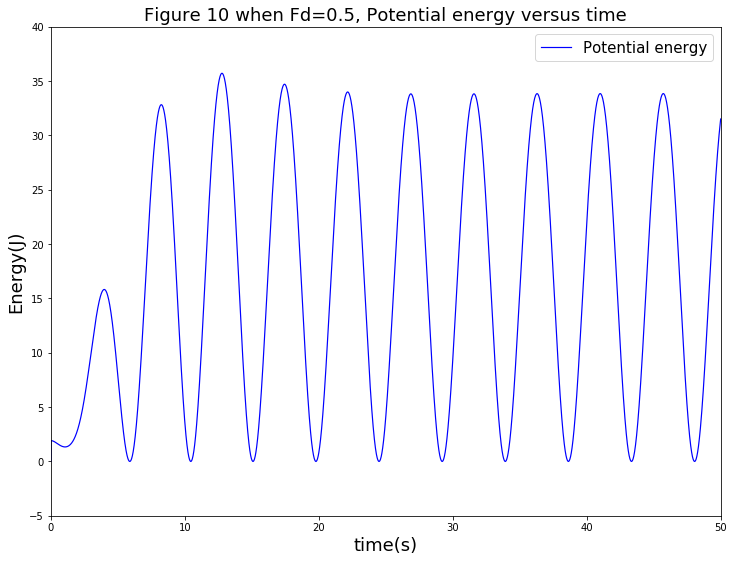 Figure 10 when Fd=0.5, Potential energy versus time
Potential energy
Energy(J)
40
35
30
25
20
15
10
5
0
−5
0 10 20 30 40 50
time(s)